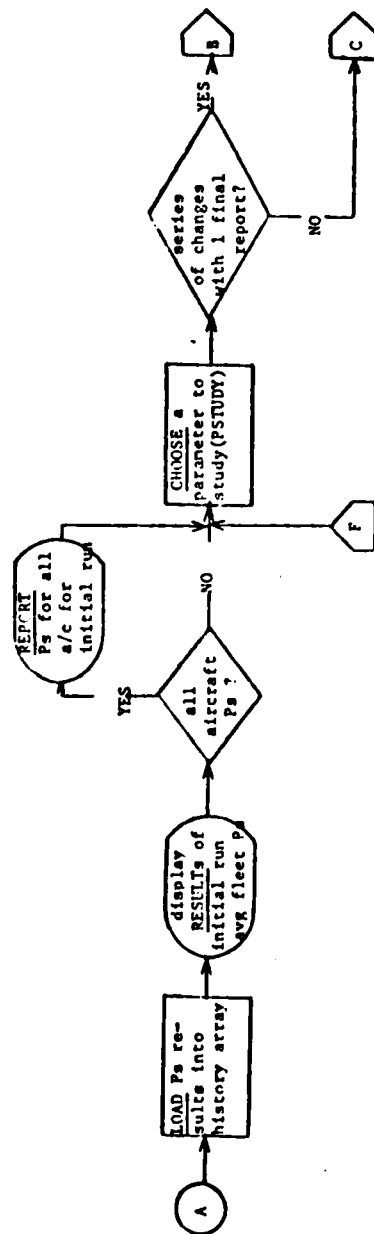 A
LOAD Ps re-
sults into
history array
display
RESULTs of
initial run
avg fleet Ps
all
aircraft
Ps ?
YES
NO
REPORT
Ps for all
a/c for
initial run
F
CHOOSE a
parameter to
study(PSTUDY)
series
of changes
with 1 final
report?
YES
B
NO
C